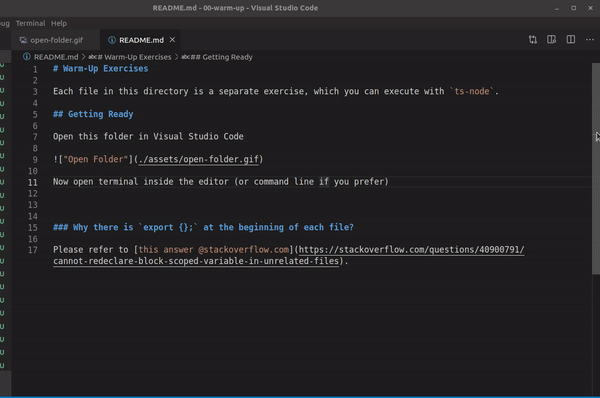 README.md - 00-warm-up - Visual Studio Code
ug Terminal Help
open-folder.gif README.md
README.md > # Warm-Up Exercises > ## Getting Ready
1 # Warm-Up Exercises
2
3 Each file in this directory is a separate exercise, which you can execute with `ts-node`.
4
5 ## Getting Ready
6
7 Open this folder in Visual Studio Code
8
9 !["Open Folder"](./assets/open-folder.gif)
10
11 Now open terminal inside the editor (or command line if you prefer)
12
13
14
15 ### Why there is `export {};` at the beginning of each file?
16
17 Please refer to [this answer @stackoverflow.com](https://stackoverflow.com/questions/40900791/
cannot-redeclare-block-scoped-variable-in-unrelated-files).